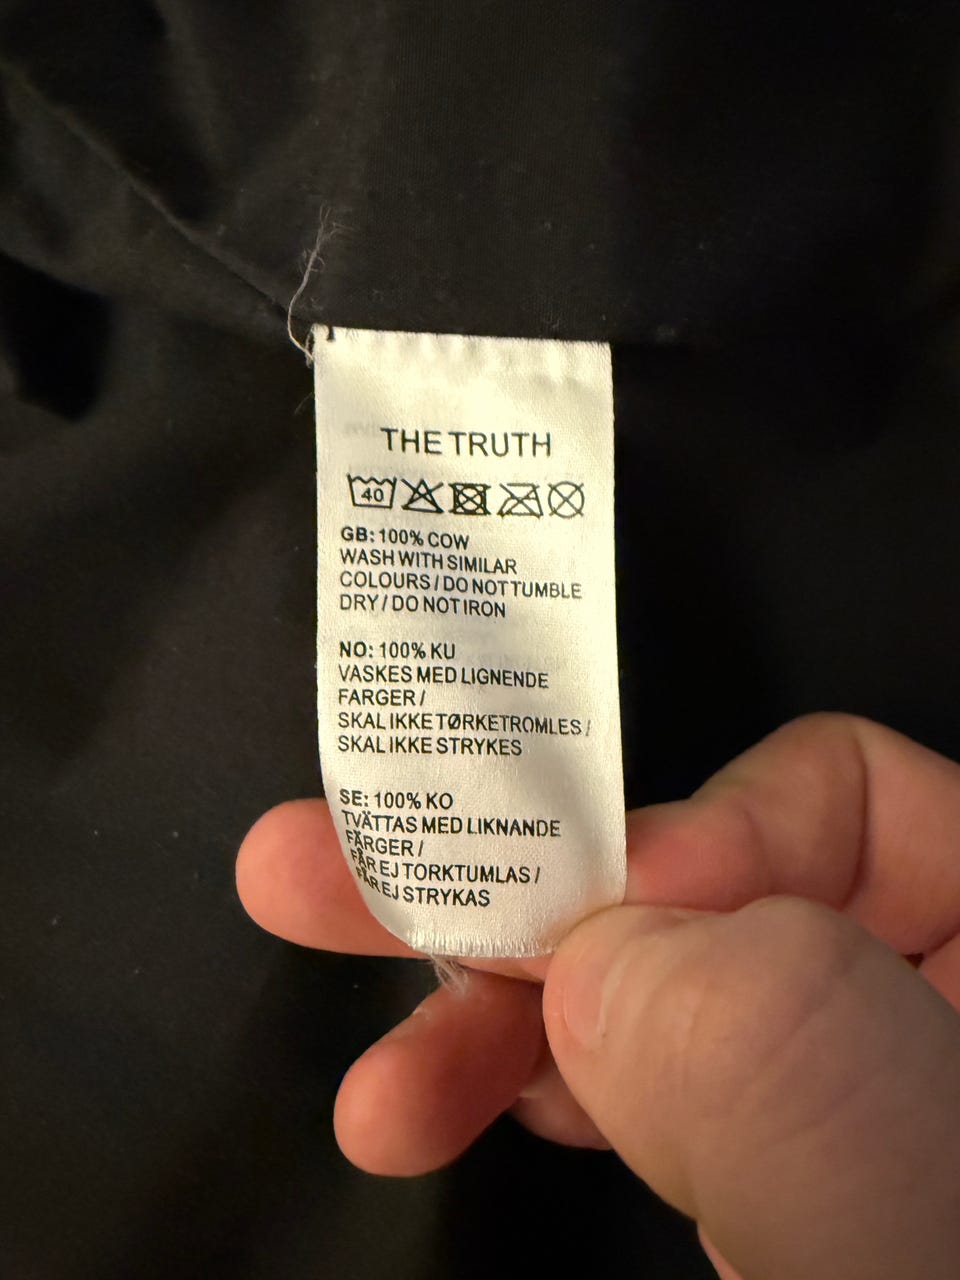 THE TRUTH
40
GB: 100% COW
WASH WITH SIMILAR
COLOURS / DO NOT TUMBLE
DRY / DO NOT IRON
NO: 100% KU
VASKES MED LIGNENDE
FARGER /
SKAL IKKE TØRKETROMLES /
SKAL IKKE STRYKES
SE: 100% KO
TVÄTTAS MED LIKNANDE
FÄRGER /
FÅR EJ TORKTUMLAS /
FÅR EJ STRYKAS